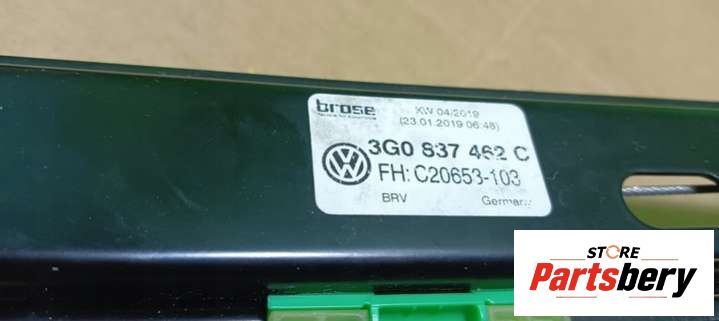 brose
KW 04/2019
(23.01.2019 06:48)
3G0 837 462 C
FH: C20653-103
BRV Germany
STORE
Partsbery